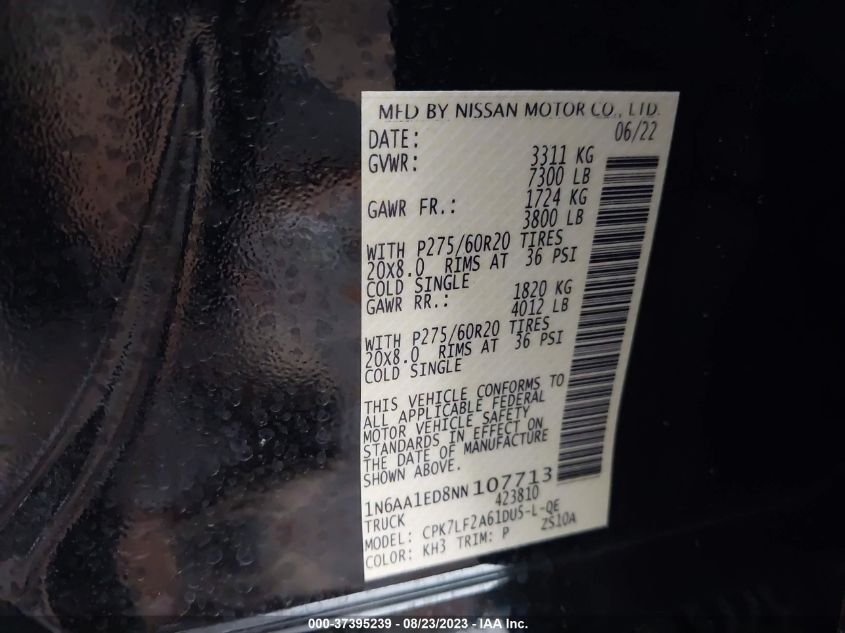 MFD BY NISSAN MOTOR CO., LTD.
DATE: 06/22
GVWR: 3311 KG
7300 LB
GAWR FR.: 1724 KG
3800 LB
WITH P275/60R20 TIRES
20X8.0 RIMS AT 36 PSI
COLD SINGLE
GAWR RR.: 1820 KG
4012 LB
WITH P275/60R20 TIRES
20X8.0 RIMS AT 36 PSI
COLD SINGLE
THIS VEHICLE CONFORMS TO
ALL APPLICABLE FEDERAL
MOTOR VEHICLE SAFETY
STANDARDS IN EFFECT ON
THE DATE OF MANUFACTURE
SHOWN ABOVE.
1N6AA1ED8NN107713
TRUCK 423810
MODEL: CPK7LF2A61DU5-L-QE
COLOR: KH3 TRIM: P ZS10A
000-37395239 - 08/23/2023 - IAA Inc.